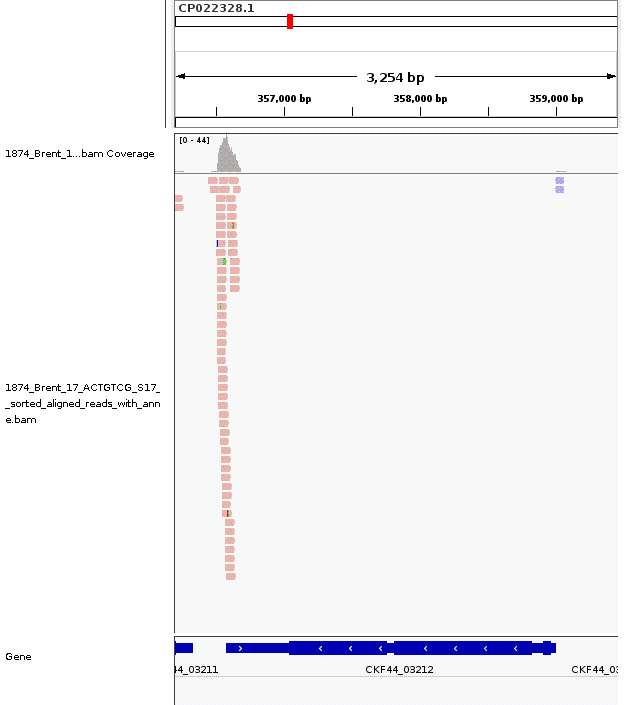 CP022328.1
3,254 bp
357,000 bp 358,000 bp 359,000 bp
[0 - 44]
1874_Brent_1...bam Coverage
1874_Brent_17_ACTGTCG_S17_
_sorted_aligned_reads_with_ann
e.bam
Gene
44_03211 CKF44_03212 CKF44_03